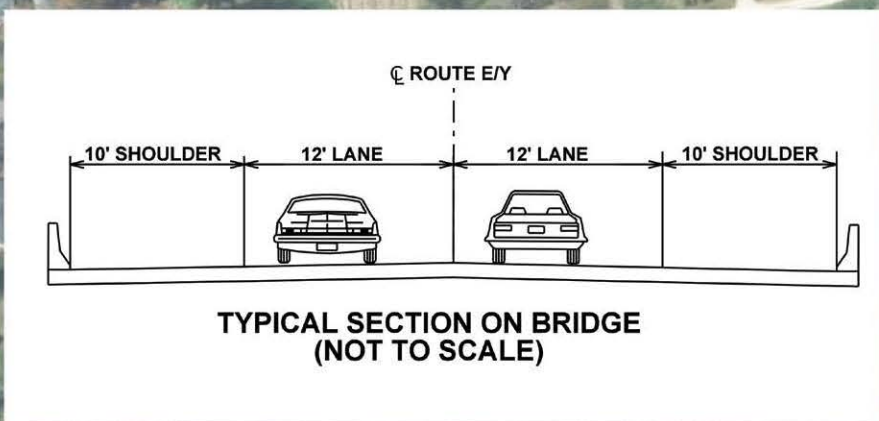 ℄ ROUTE E/Y
10' SHOULDER 12' LANE 12' LANE 10' SHOULDER
TYPICAL SECTION ON BRIDGE
(NOT TO SCALE)